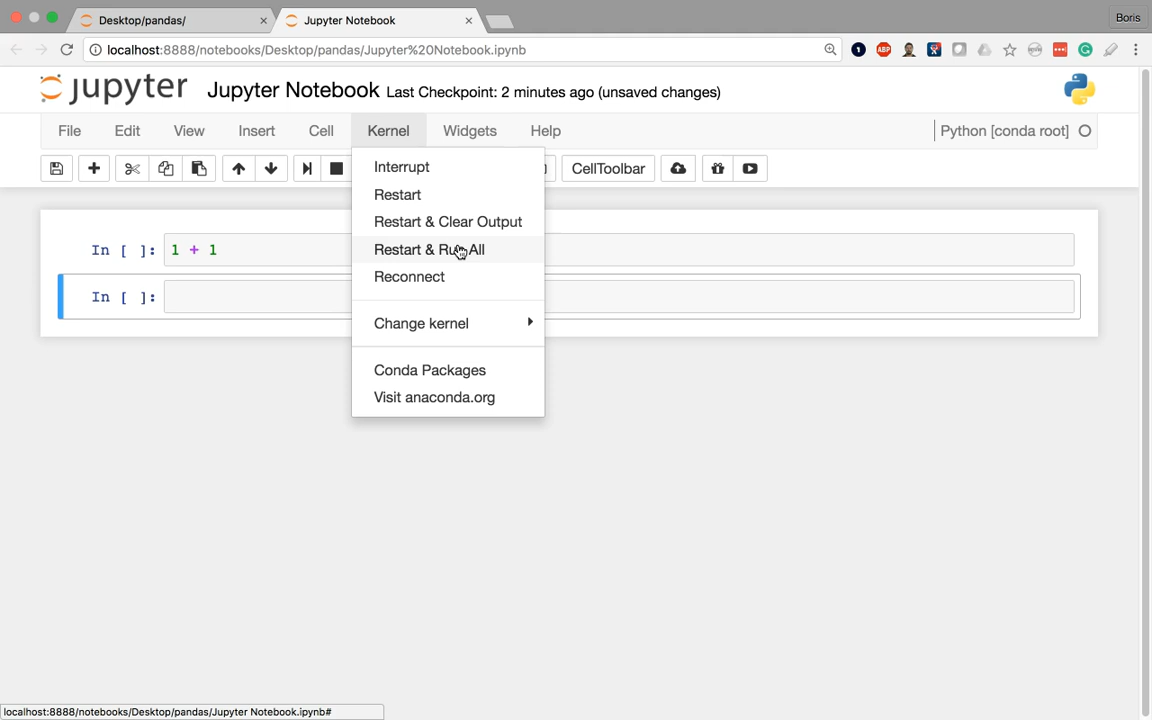 Desktop/pandas/ Jupyter Notebook Boris
localhost:8888/notebooks/Desktop/pandas/Jupyter%20Notebook.ipynb
jupyter Jupyter Notebook Last Checkpoint: 2 minutes ago (unsaved changes)
File Edit View Insert Cell Kernel Widgets Help Python [conda root]
CellToolbar
Interrupt
Restart
Restart & Clear Output
In [ ]: 1 + 1
Restart & Run All
Reconnect
In [ ]:
Change kernel
Conda Packages
Visit anaconda.org
localhost:8888/notebooks/Desktop/pandas/Jupyter Notebook.ipynb#